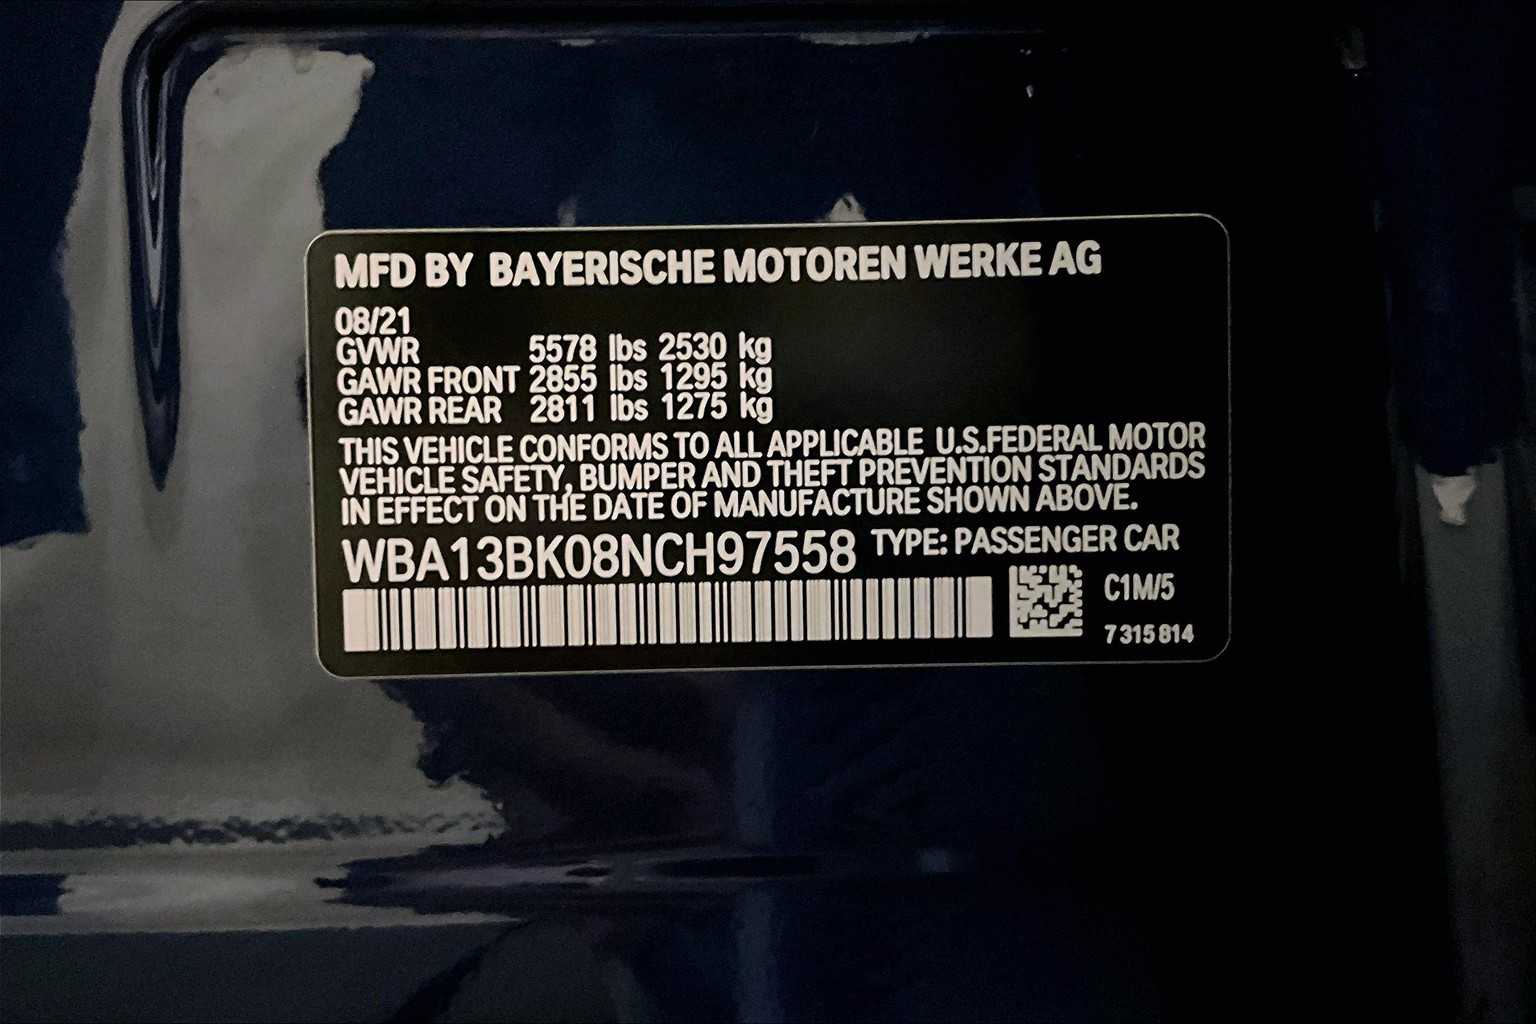 MFD BY BAYERISCHE MOTOREN WERKE AG
08/21
GVWR 5578 lbs 2530 kg
GAWR FRONT 2855 lbs 1295 kg
GAWR REAR 2811 lbs 1275 kg
THIS VEHICLE CONFORMS TO ALL APPLICABLE U.S.FEDERAL MOTOR
VEHICLE SAFETY, BUMPER AND THEFT PREVENTION STANDARDS
IN EFFECT ON THE DATE OF MANUFACTURE SHOWN ABOVE.
WBA13BK08NCH97558 TYPE: PASSENGER CAR
C1M/5
7 315 814